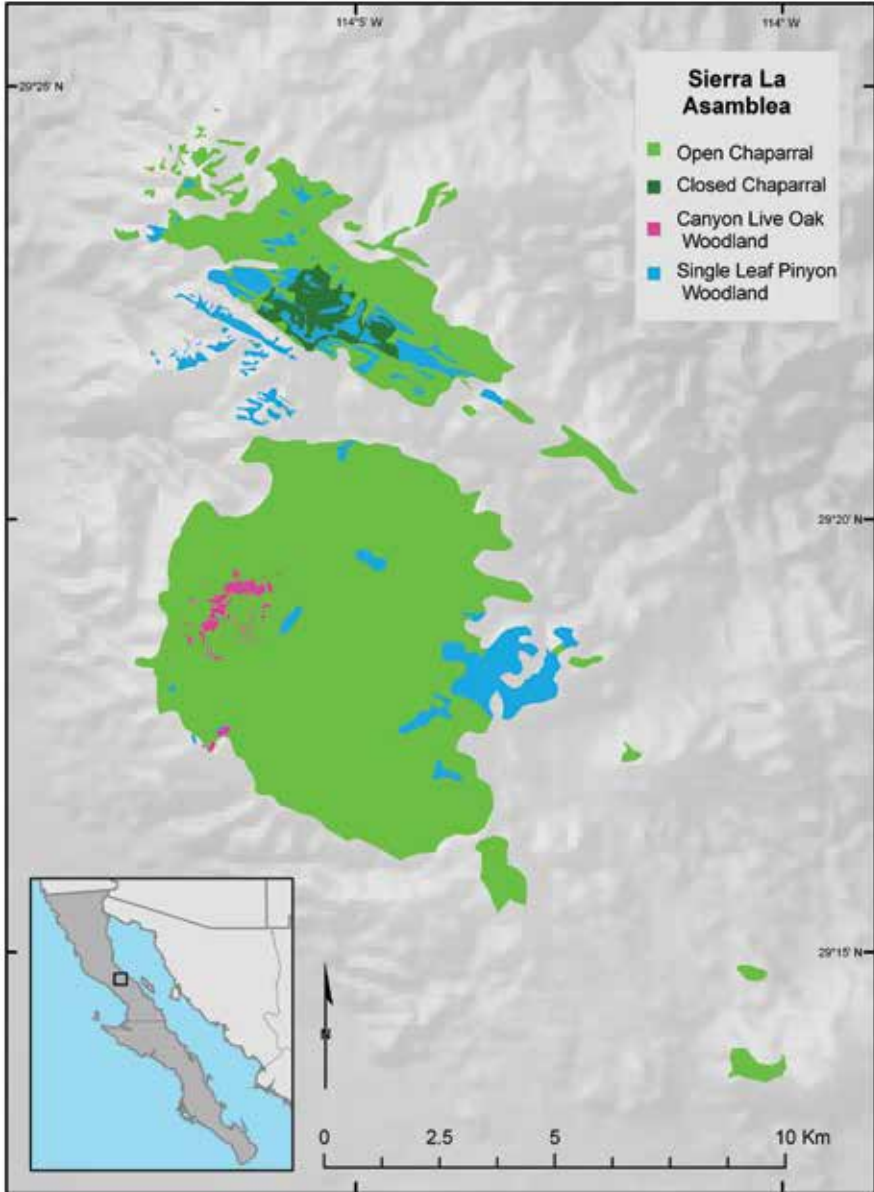 114°5' W
114° W
29°25' N
Sierra La
Asamblea
Open Chaparral
Closed Chaparral
Canyon Live Oak
Woodland
Single Leaf Pinyon
Woodland
29°20' N
29°15' N
N
0 2.5 5 10 Km